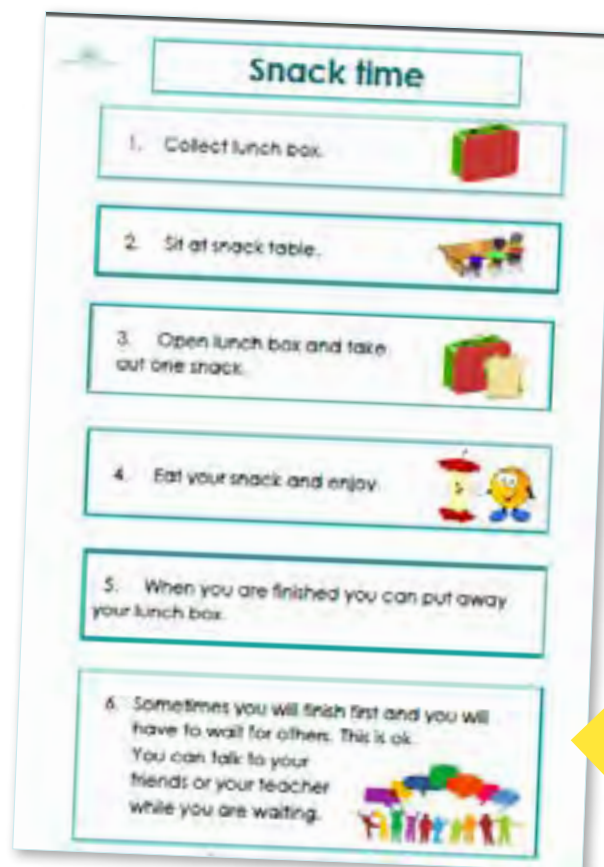 Snack time
1. Collect lunch box.
2. Sit at snack table.
3. Open lunch box and take
out one snack.
4. Eat your snack and enjoy.
5. When you are finished you can put away
your lunch box.
6. Sometimes you will finish first and you will
have to wait for others. This is ok.
You can talk to your
friends or your teacher
while you are waiting.